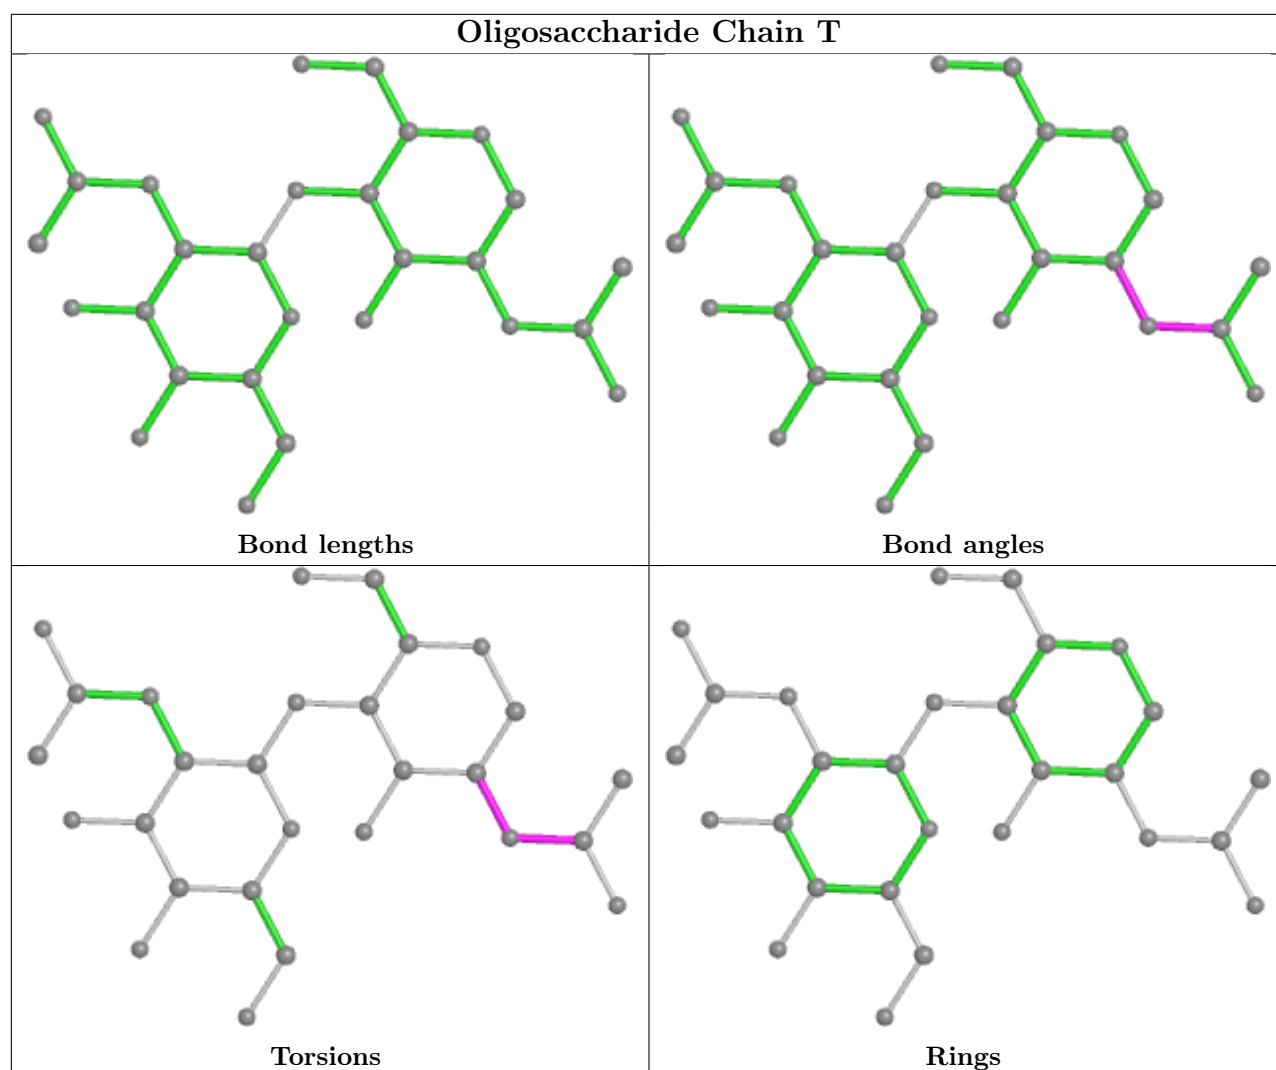 Oligosaccharide Chain T
Bond lengths
Bond angles
Torsions
Rings